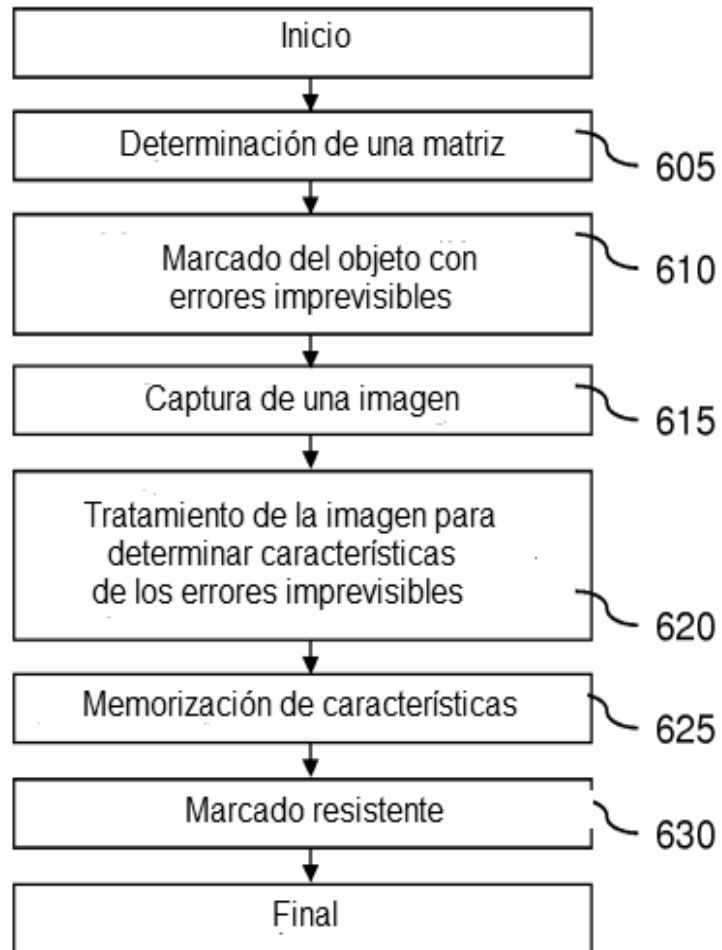 Inicio
Determinación de una matriz
605
Marcado del objeto con
errores imprevisibles
610
Captura de una imagen
615
Tratamiento de la imagen para
determinar características
de los errores imprevisibles
620
Memorización de características
625
Marcado resistente
630
Final